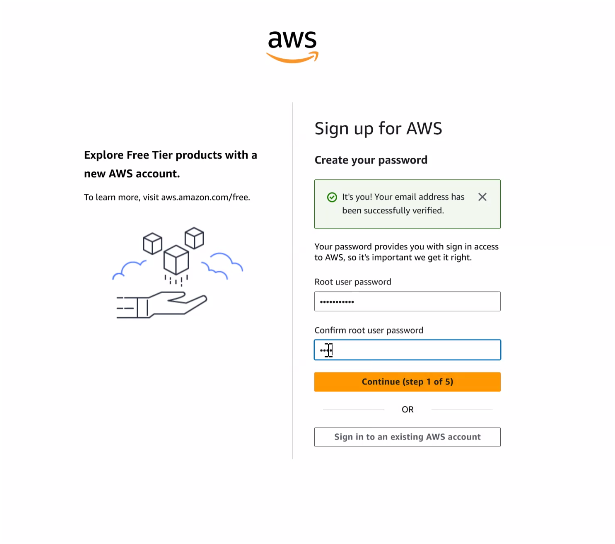 aws
Sign up for AWS
Explore Free Tier products with a
new AWS account.
To learn more, visit aws.amazon.com/free.
Create your password
It's you! Your email address has
been successfully verified.
Your password provides you with sign in access
to AWS, so it's important we get it right.
Root user password
•••••••••••
Confirm root user password
Continue (step 1 of 5)
OR
Sign in to an existing AWS account